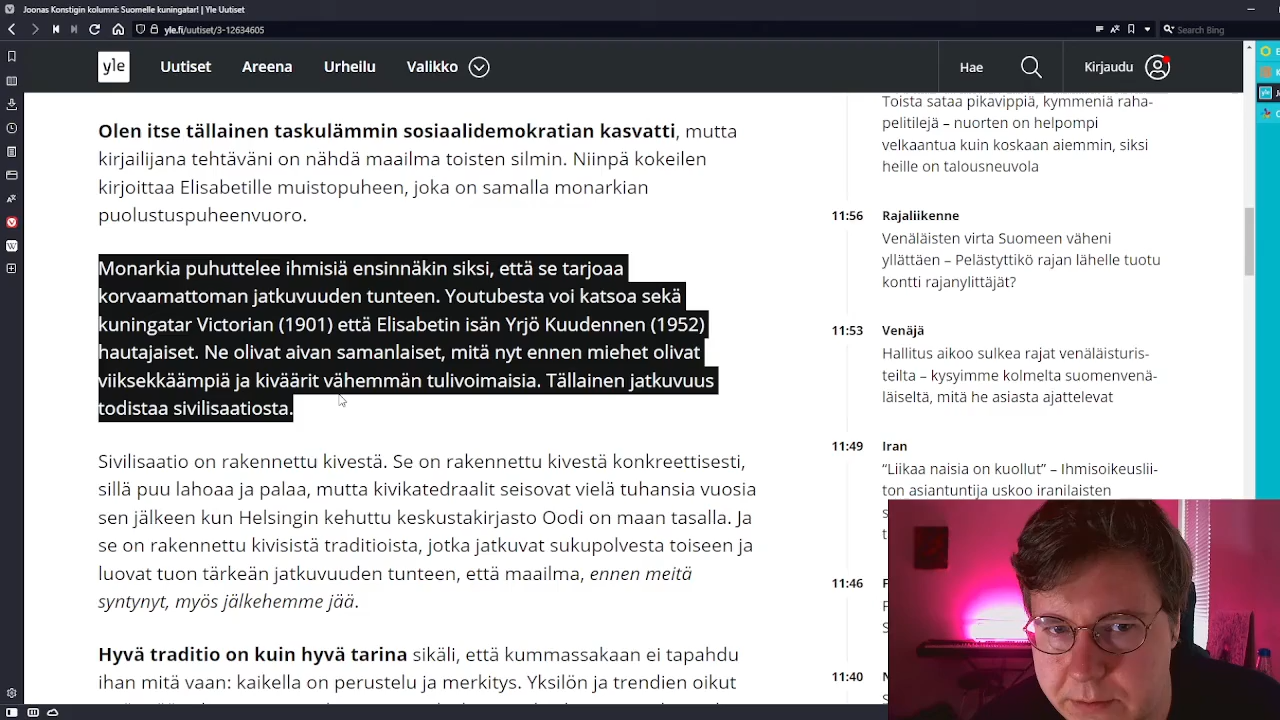 Joonas Konstigin kolumni: Suomelle kuningatar! | Yle Uutiset
yle.fi/uutiset/3-12634605
Search Bing
yle
Uutiset
Areena
Urheilu
Valikko
Hae
Kirjaudu
Olen itse tällainen taskulämmin sosiaalidemokratian kasvatti, mutta
kirjailijana tehtäväni on nähdä maailma toisten silmin. Niinpä kokeilen
kirjoittaa Elisabetille muistopuheen, joka on samalla monarkian
puolustuspuheenvuoro.
Monarkia puhuttelee ihmisiä ensinnäkin siksi, että se tarjoaa
korvaamattoman jatkuvuuden tunteen. Youtubesta voi katsoa sekä
kuningatar Victorian (1901) että Elisabetin isän Yrjö Kuudennen (1952)
hautajaiset. Ne olivat aivan samanlaiset, mitä nyt ennen miehet olivat
viiksekkäämpiä ja kiväärit vähemmän tulivoimaisia. Tällainen jatkuvuus
todistaa sivilisaatiosta.
Sivilisaatio on rakennettu kivestä. Se on rakennettu kivestä konkreettisesti,
sillä puu lahoaa ja palaa, mutta kivikatedraalit seisovat vielä tuhansia vuosia
sen jälkeen kun Helsingin kehuttu keskustakirjasto Oodi on maan tasalla. Ja
se on rakennettu kivisistä traditioista, jotka jatkuvat sukupolvesta toiseen ja
luovat tuon tärkeän jatkuvuuden tunteen, että maailma, ennen meitä
syntynyt, myös jälkehemme jää.
Hyvä traditio on kuin hyvä tarina sikäli, että kummassakaan ei tapahdu
ihan mitä vaan: kaikella on perustelu ja merkitys. Yksilön ja trendien oikut
Toista sataa pikavippiä, kymmeniä raha-
pelitilejä – nuorten on helpompi
velkaantua kuin koskaan aiemmin, siksi
heille on talousneuvola
11:56 Rajaliikenne
Venäläisten virta Suomeen väheni
yllättäen – Pelästyttikö rajan lähelle tuotu
kontti rajanylittäjät?
11:53 Venäjä
Hallitus aikoo sulkea rajat venäläisturis-
teilta – kysyimme kolmelta suomenvenä-
läiseltä, mitä he asiasta ajattelevat
11:49 Iran
“Liikaa naisia on kuollut” – Ihmisoikeusliі-
ton asiantuntija uskoo iranilaisten
11:46
11:40